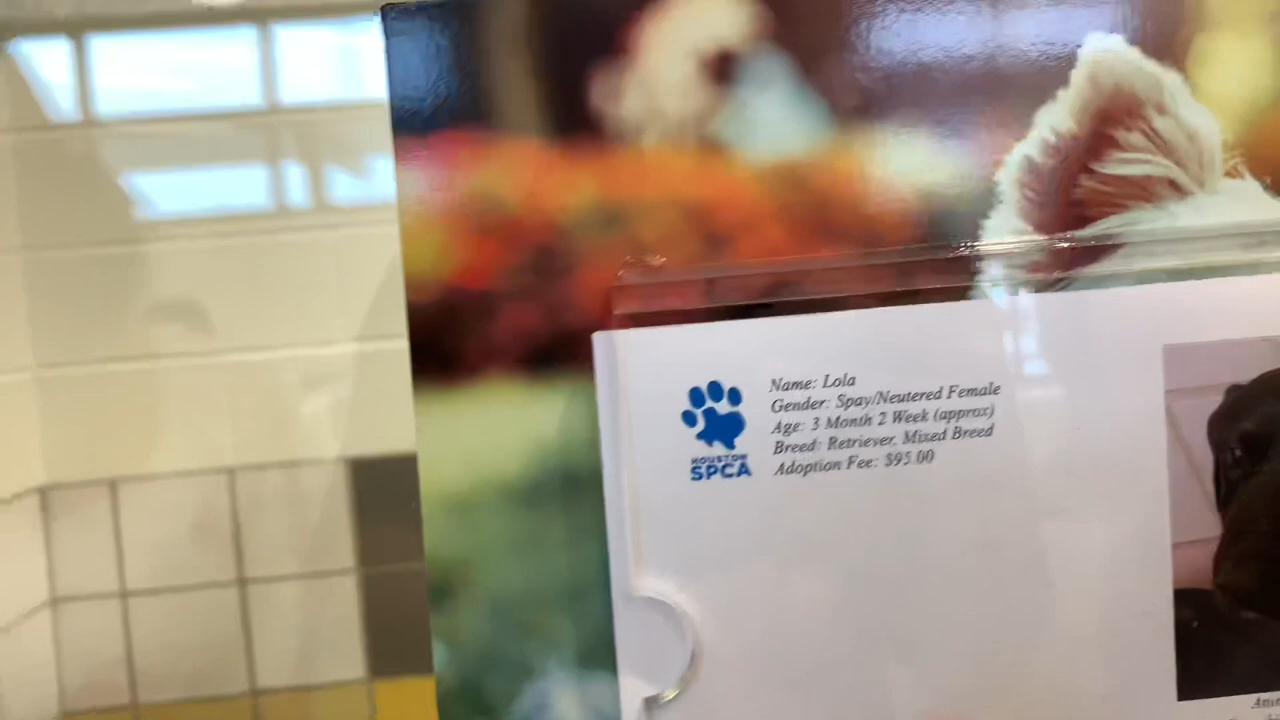 Name: Lola
Gender: Spay/Neutered Female
Age: 3 Month 2 Week (approx)
Breed: Retriever, Mixed Breed
Adoption Fee: $95.00
HOUSTON
SPCA